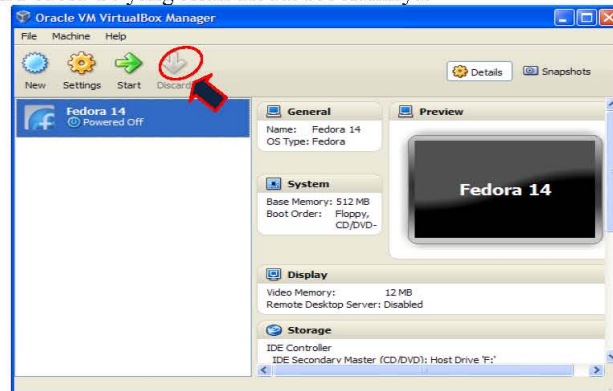 Oracle VM VirtualBox Manager
File Machine Help
New Settings Start Discard
Details Snapshots
Fedora 14
Powered Off
General
Name: Fedora 14
OS Type: Fedora
System
Base Memory: 512 MB
Boot Order: Floppy,
CD/DVD-
Preview
Fedora 14
Display
Video Memory: 12 MB
Remote Desktop Server: Disabled
Storage
IDE Controller
IDE Secondary Master (CD/DVD): Host Drive 'F:'